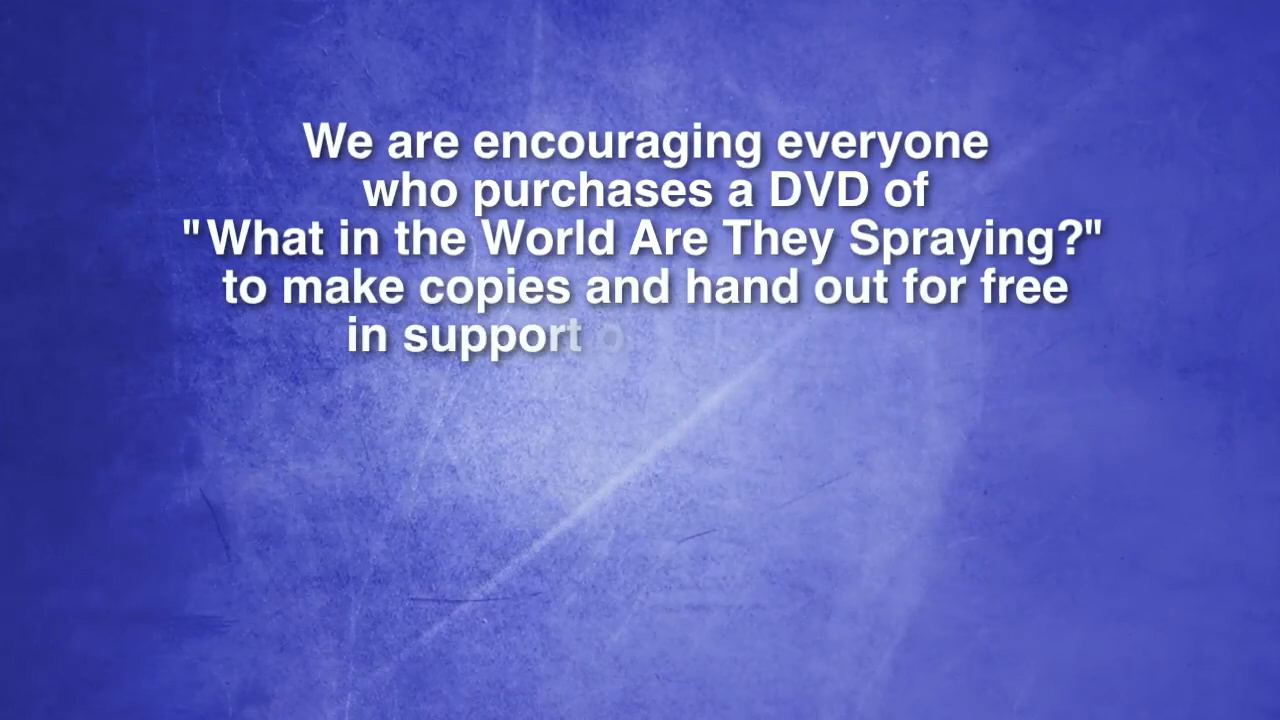 We are encouraging everyone
who purchases a DVD of
"What in the World Are They Spraying?"
to make copies and hand out for free
in support